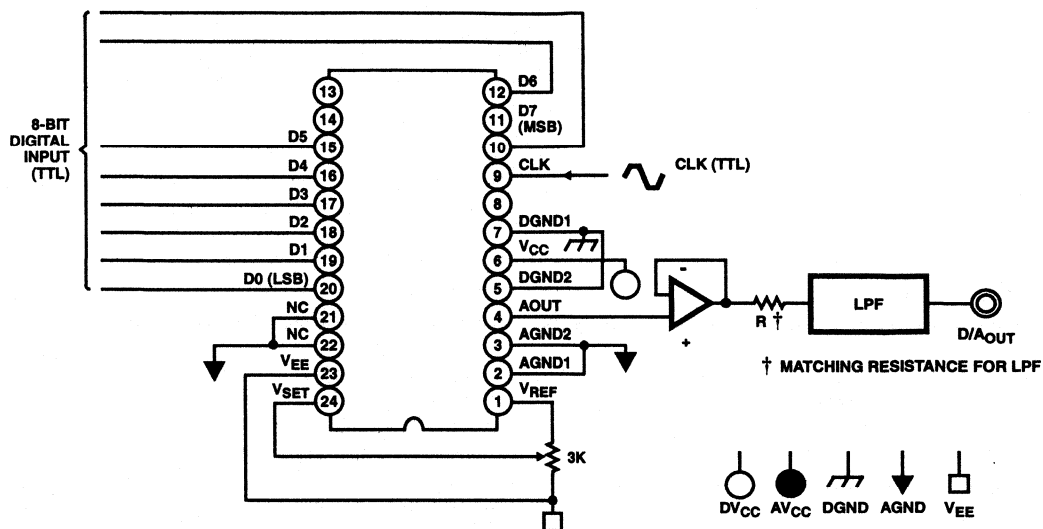 8-BIT
DIGITAL
INPUT
(TTL)
D5
D4
D3
D2
D1
D0 (LSB)
NC
NC
VEE
VSET
13
14
15
16
17
18
19
20
21
22
23
24
12
11
10
9
8
7
6
5
4
3
2
1
D6
D7
(MSB)
CLK
CLK (TTL)
DGND1
VCC
DGND2
AOUT
AGND2
AGND1
VREF
3K
-
+
R †
LPF
D/AOUT
† MATCHING RESISTANCE FOR LPF
DVCC
AVCC
DGND
AGND
VEE